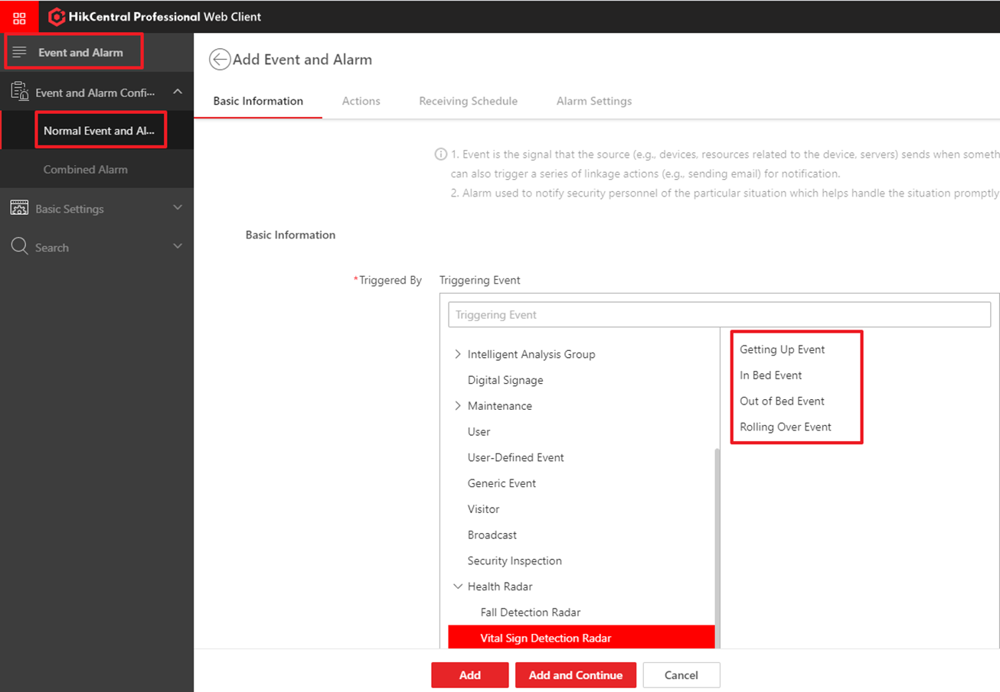 HikCentral Professional Web Client
Event and Alarm
Event and Alarm Confi...
Normal Event and Al...
Combined Alarm
Basic Settings
Search
Add Event and Alarm
Basic Information
Actions
Receiving Schedule
Alarm Settings
1. Event is the signal that the source (e.g., devices, resources related to the device, servers) sends when someth
can also trigger a series of linkage actions (e.g., sending email) for notification.
2. Alarm used to notify security personnel of the particular situation which helps handle the situation promptly
Basic Information
*Triggered By
Triggering Event
Triggering Event
Intelligent Analysis Group
Digital Signage
Maintenance
User
User-Defined Event
Generic Event
Visitor
Broadcast
Security Inspection
Health Radar
Fall Detection Radar
Vital Sign Detection Radar
Getting Up Event
In Bed Event
Out of Bed Event
Rolling Over Event
Add
Add and Continue
Cancel